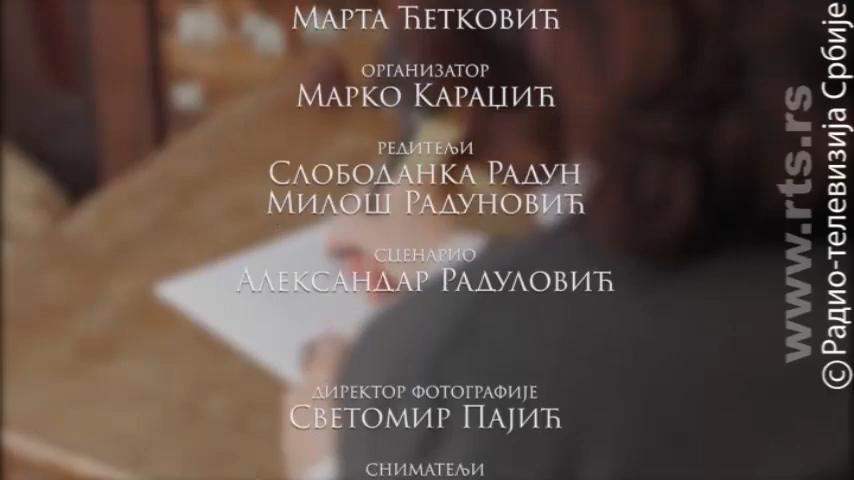 Марта Ћетковић
организатор
Марко Караџић
редитељи
Слободанка Радун
Милош Радуновић
сценарио
Александар Радуловић
директор фотографије
Светомир Пајић
сниматељи
www.rts.rs
© Радио-телевизија Србије